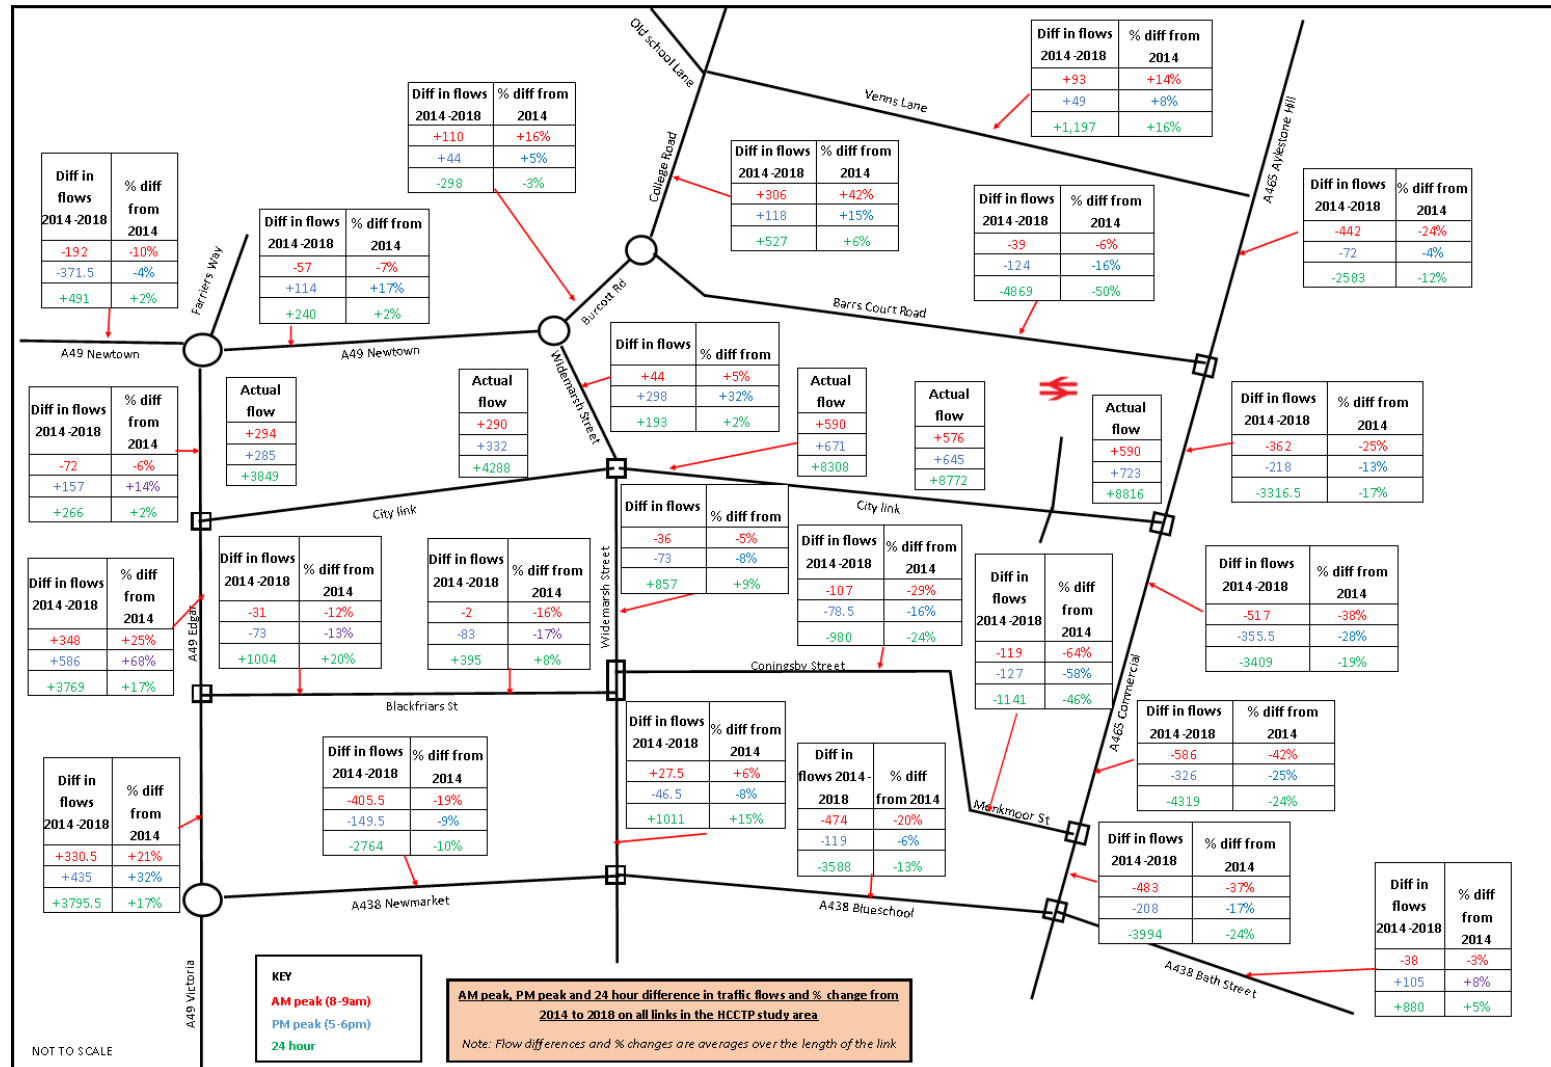 Old school Lane
College Road
Venns Lane
A465 Aylestone Hill
Diff in flows 2014-2018 % diff from 2014
+93 +14%
+49 +8%
+1,197 +16%
Diff in flows 2014-2018 % diff from 2014
+110 +16%
+44 +5%
-298 -3%
Diff in flows 2014-2018 % diff from 2014
+306 +42%
+118 +15%
+527 +6%
Diff in flows 2014-2018 % diff from 2014
-192 -10%
-371.5 -4%
+491 +2%
Diff in flows 2014-2018 % diff from 2014
-57 -7%
+114 +17%
+240 +2%
Diff in flows 2014-2018 % diff from 2014
-39 -6%
-124 -16%
-4869 -50%
Diff in flows 2014-2018 % diff from 2014
-442 -24%
-72 -4%
-2583 -12%
Farriers Way
Burcott Rd
Barrs Court Road
A49 Newtown
A49 Newtown
Widemarsh Street
Diff in flows % diff from
+44 +5%
+298 +32%
+193 +2%
Diff in flows 2014-2018 % diff from 2014
-72 -6%
+157 +14%
+266 +2%
Actual flow
+294
+285
+3849
Actual flow
+290
+332
+4288
Actual flow
+590
+671
+8308
Actual flow
+576
+645
+8772
Actual flow
+590
+723
+8816
Diff in flows 2014-2018 % diff from 2014
-362 -25%
-218 -13%
-3316.5 -17%
City link
City link
Diff in flows % diff from
-36 -5%
-73 -8%
+857 +9%
Diff in flows 2014-2018 % diff from 2014
+348 +25%
+586 +68%
+3769 +17%
A49 Edgar
Diff in flows 2014-2018 % diff from 2014
-31 -12%
-73 -13%
+1004 +20%
Diff in flows 2014-2018 % diff from 2014
-2 -16%
-83 -17%
+395 +8%
Widemarsh Street
Diff in flows 2014-2018 % diff from 2014
-107 -29%
-78.5 -16%
-980 -24%
Diff in flows 2014-2018 % diff from 2014
-119 -64%
-127 -58%
-1141 -46%
Diff in flows 2014-2018 % diff from 2014
-517 -38%
-355.5 -28%
-3409 -19%
Coningsby Street
Blackfriars St
A465 Commercial
Diff in flows 2014-2018 % diff from 2014
-586 -42%
-326 -25%
-4319 -24%
Diff in flows 2014-2018 % diff from 2014
+330.5 +21%
+435 +32%
+3795.5 +17%
Diff in flows 2014-2018 % diff from 2014
-405.5 -19%
-149.5 -9%
-2764 -10%
Diff in flows 2014-2018 % diff from 2014
+27.5 +6%
-46.5 -8%
+1011 +15%
Diff in flows 2014-2018 % diff from 2014
-474 -20%
-119 -6%
-3588 -13%
Monkmoor St
Diff in flows 2014-2018 % diff from 2014
-483 -37%
-208 -17%
-3994 -24%
Diff in flows 2014-2018 % diff from 2014
-38 -3%
+105 +8%
+880 +5%
A438 Newmarket
A438 Blueschool
A438 Bath Street
A49 Victoria
KEY
AM peak (8-9am)
PM peak (5-6pm)
24 hour
AM peak, PM peak and 24 hour difference in traffic flows and % change from
2014 to 2018 on all links in the HCCTP study area
Note: Flow differences and % changes are averages over the length of the link
NOT TO SCALE